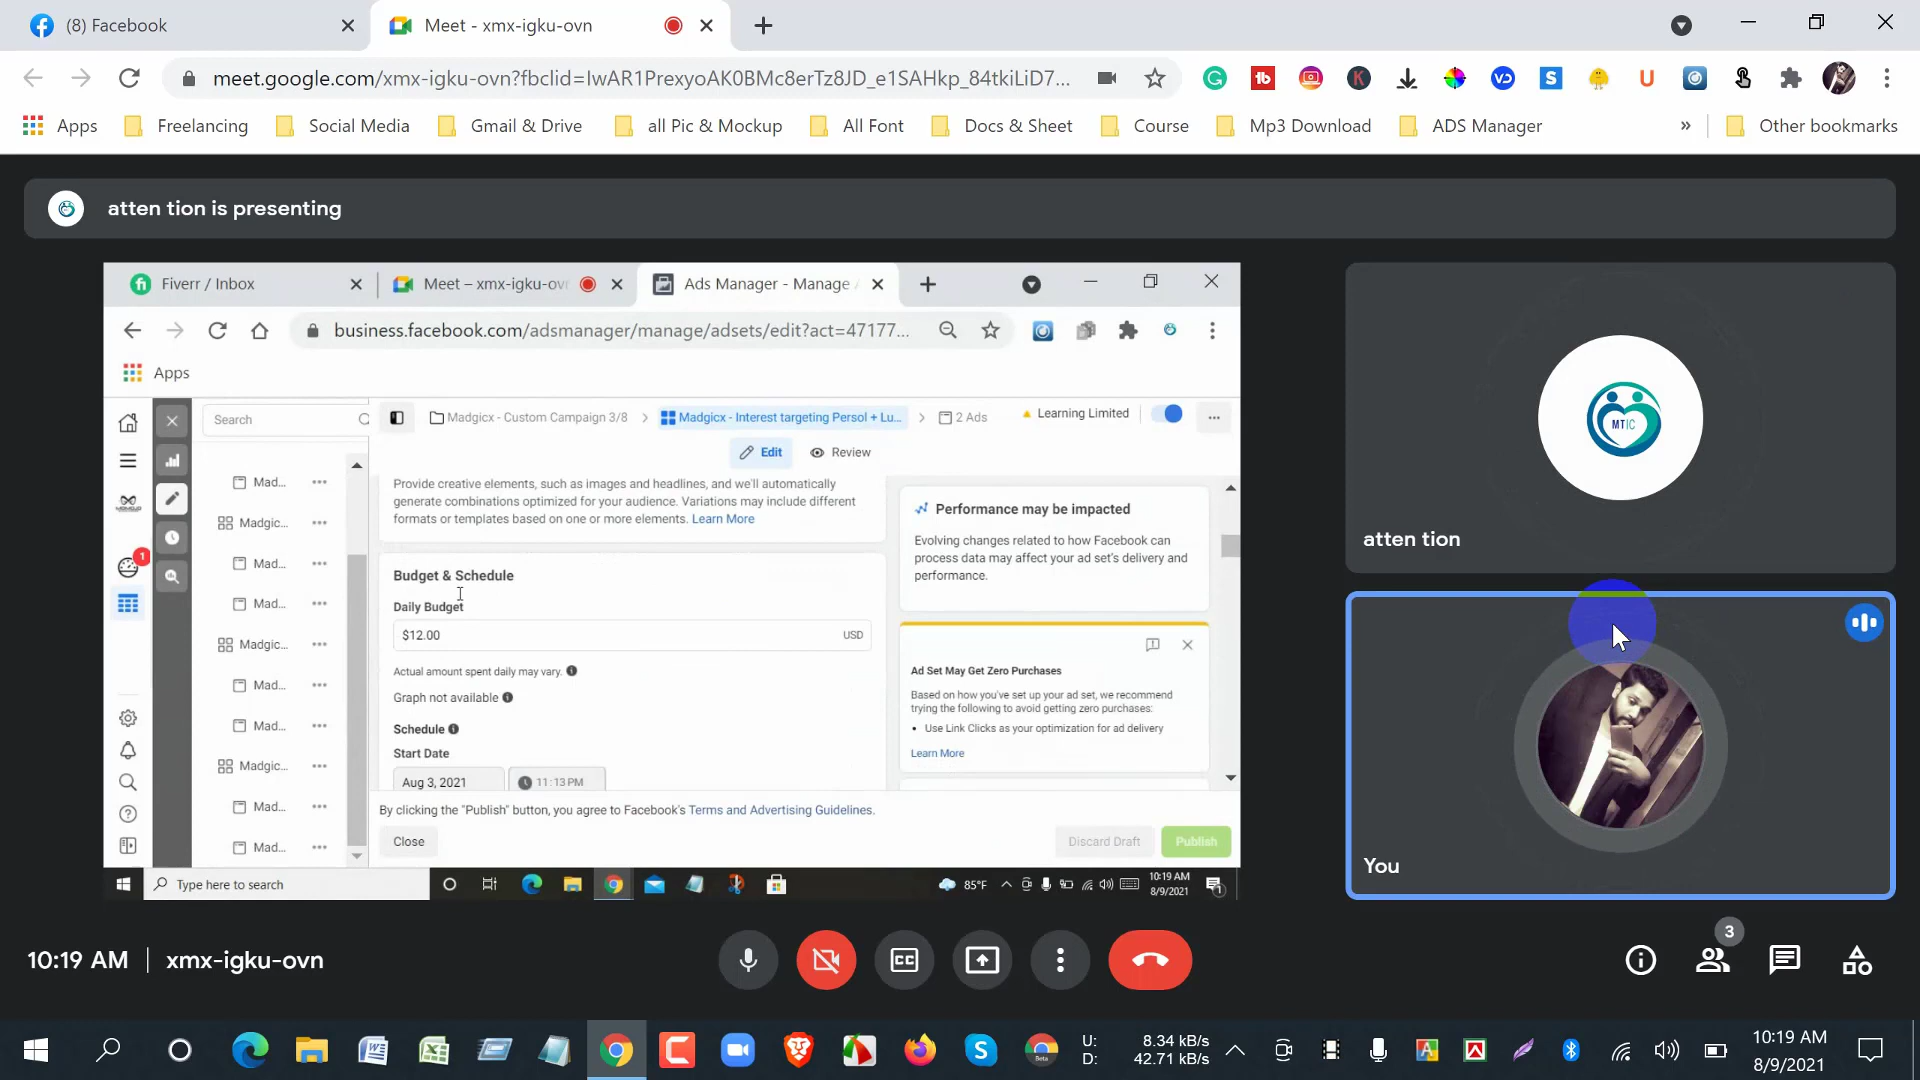 (8) Facebook
Meet - xmx-igku-ovn
meet.google.com/xmx-igku-ovn?fbclid=IwAR1PrexyoAK0BMc8erTz8JD_e1SAHkp_84tkiLiD7...
Apps
Freelancing
Social Media
Gmail & Drive
all Pic & Mockup
All Font
Docs & Sheet
Course
Mp3 Download
ADS Manager
»
Other bookmarks
atten tion is presenting
Fiverr / Inbox
Meet – xmx-igku-ov
Ads Manager - Manage
business.facebook.com/adsmanager/manage/adsets/edit?act=47177...
Apps
Search
Madgicx - Custom Campaign 3/8
Madgicx - Interest targeting Persol + Lu...
2 Ads
Learning Limited
Edit
Review
Mad...
Madgic...
Mad...
Mad...
Madgic...
Mad...
Mad...
Madgic...
Mad...
Mad...
1
Provide creative elements, such as images and headlines, and we'll automatically
generate combinations optimized for your audience. Variations may include different
formats or templates based on one or more elements. Learn More
Budget & Schedule
Daily Budget
$12.00
USD
Actual amount spent daily may vary.
Graph not available
Schedule
Start Date
Aug 3, 2021
11:13 PM
Performance may be impacted
Evolving changes related to how Facebook can
process data may affect your ad set's delivery and
performance.
Ad Set May Get Zero Purchases
Based on how you've set up your ad set, we recommend
trying the following to avoid getting zero purchases:
• Use Link Clicks as your optimization for ad delivery
Learn More
By clicking the "Publish" button, you agree to Facebook's Terms and Advertising Guidelines.
Close
Discard Draft
Publish
Type here to search
85°F
10:19 AM
8/9/2021
1
MTIC
atten tion
You
10:19 AM
xmx-igku-ovn
CC
3
U:
8.34 kB/s
D:
42.71 kB/s
10:19 AM
8/9/2021